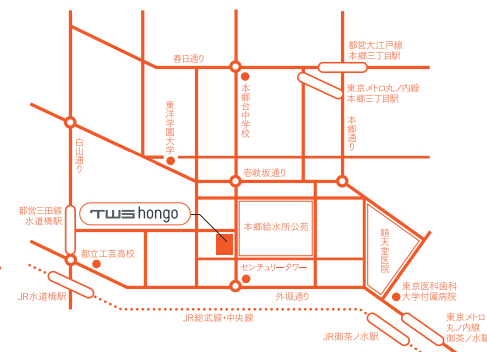 春日通り
都営大江戸線
本郷三丁目駅
東京メトロ丸ノ内線
本郷三丁目駅
本郷台中学校
東洋学園大学
本郷通り
白山通り
壱岐坂通り
都営三田線
水道橋駅
TWS hongo
本郷給水所公苑
順天堂医院
都立工芸高校
センチュリータワー
東京医科歯科
大学付属病院
外堀通り
JR水道橋駅
JR総武線・中央線
東京メトロ
丸ノ内線
御茶ノ水駅
JR御茶ノ水駅